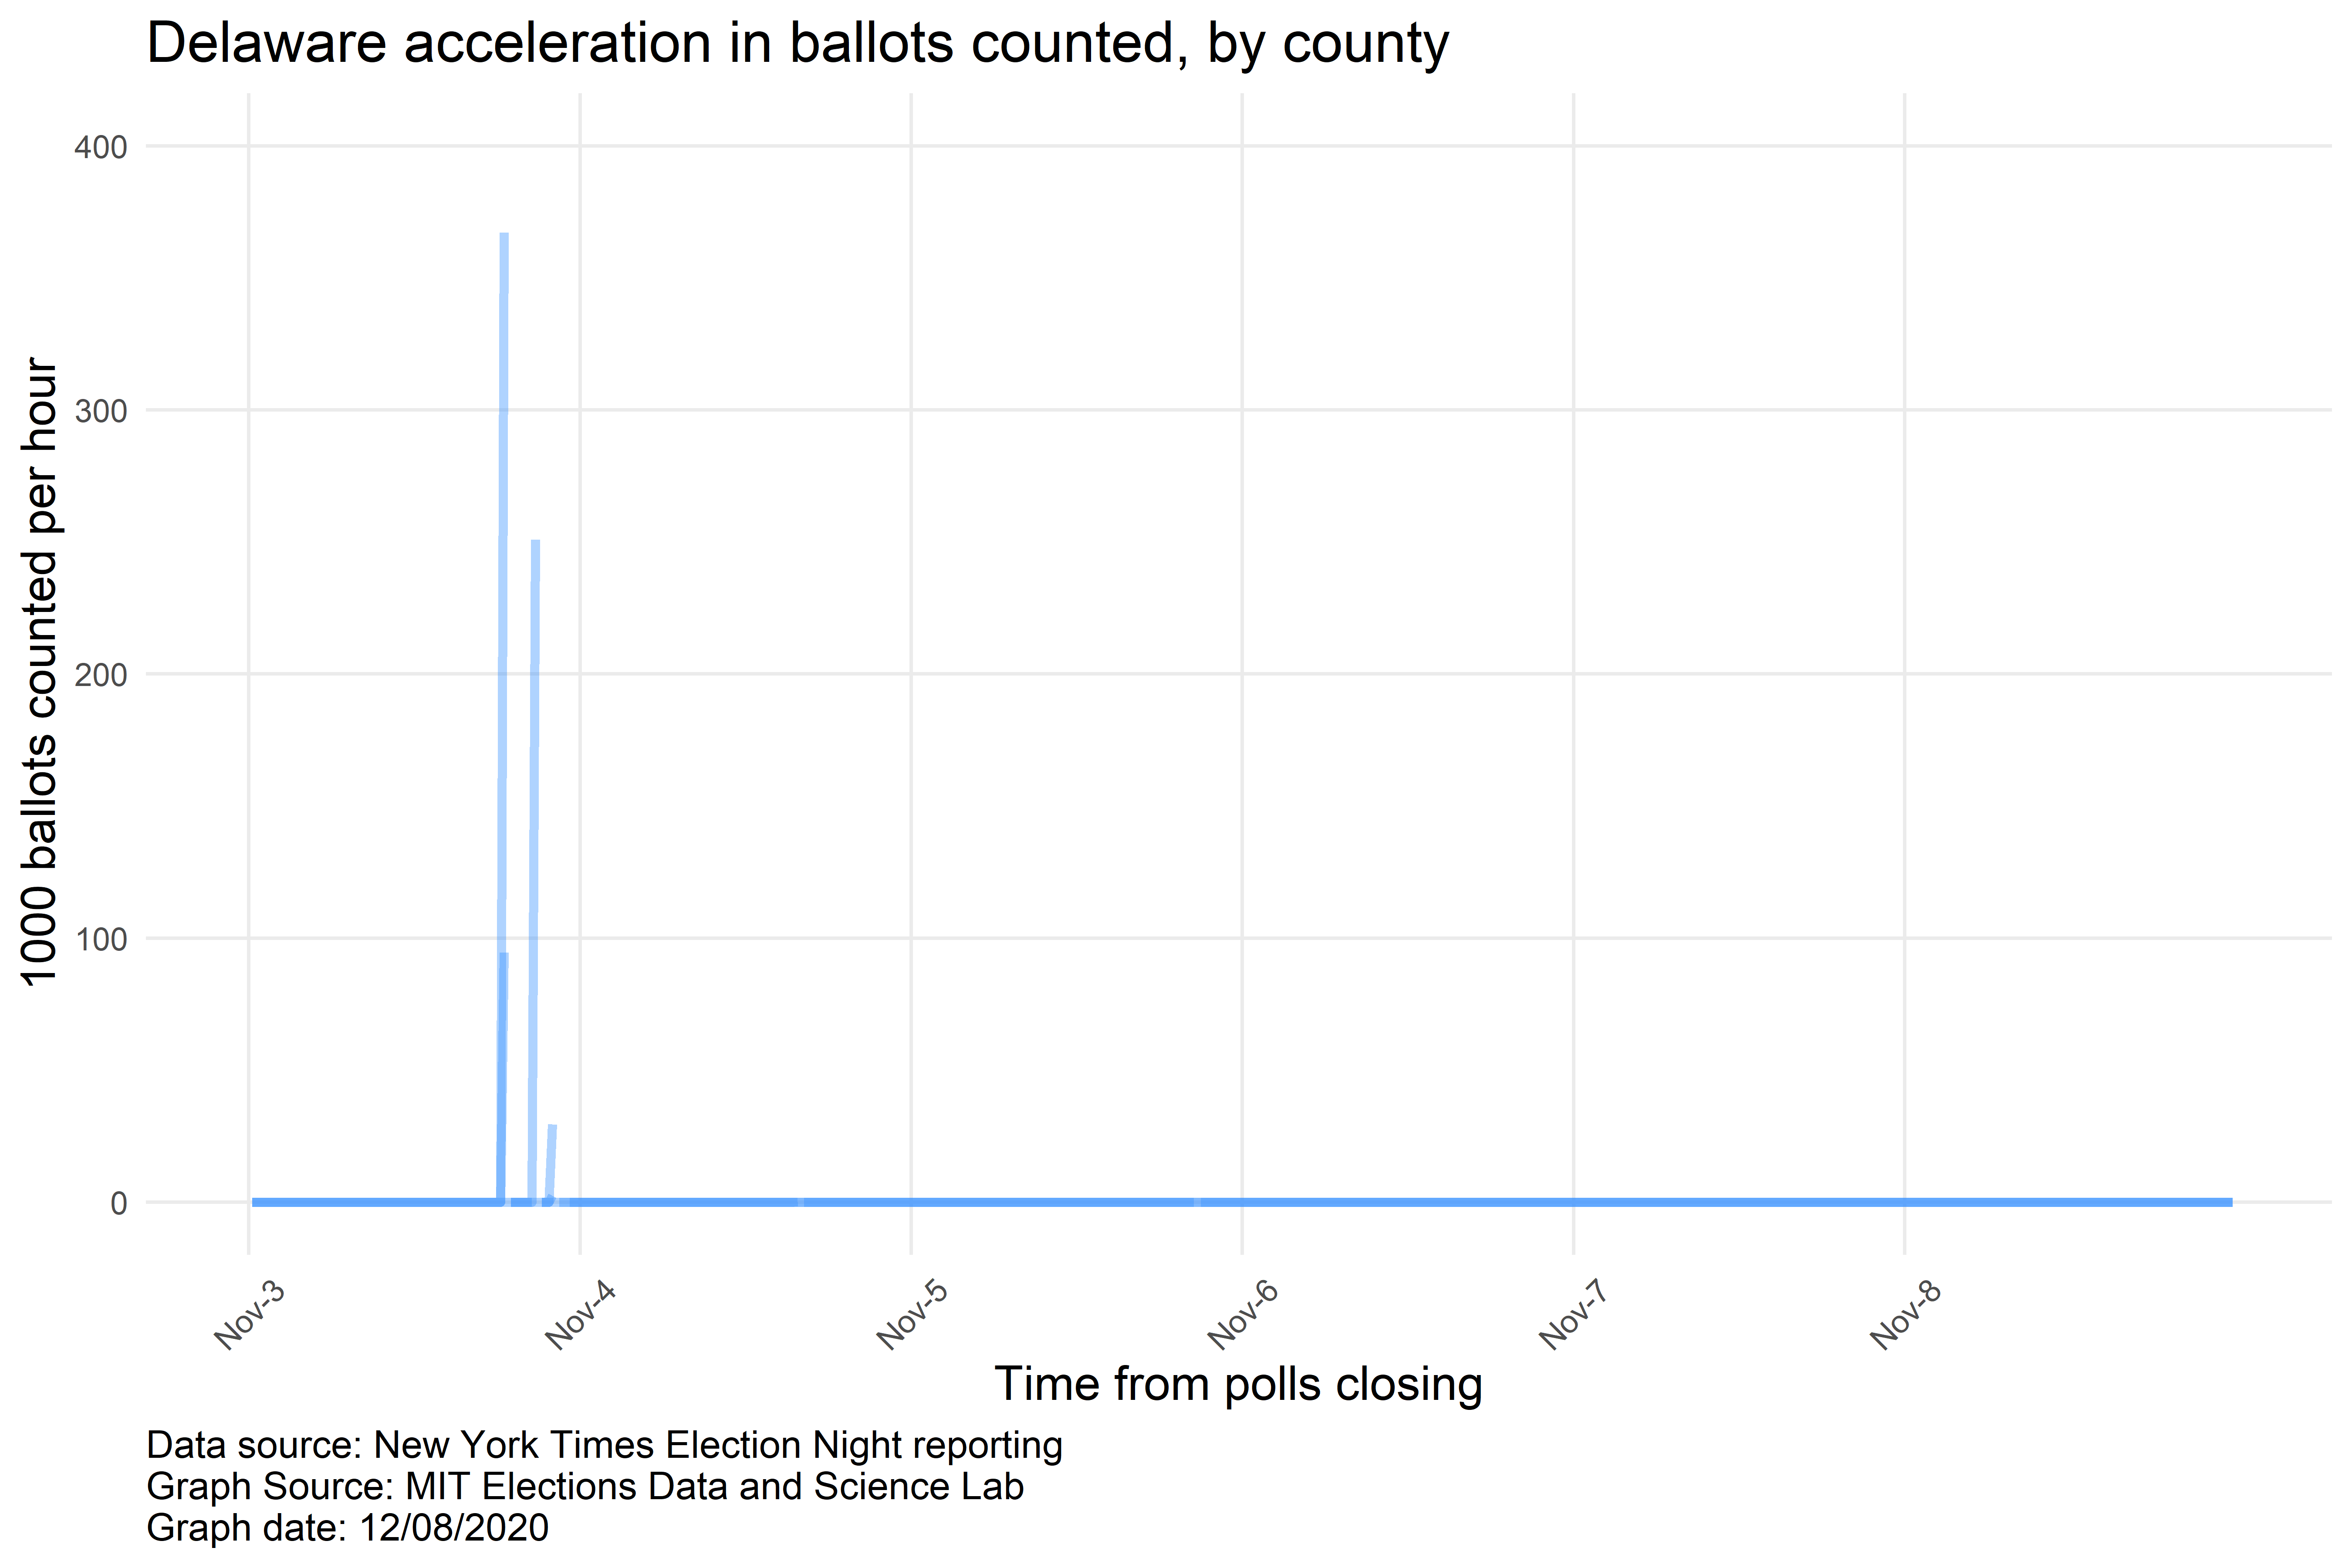 Delaware acceleration in ballots counted, by county
1000 ballots counted per hour
400
300
200
100
0
Nov-3
Nov-4
Nov-5
Nov-6
Nov-7
Nov-8
Time from polls closing
Data source: New York Times Election Night reporting
Graph Source: MIT Elections Data and Science Lab
Graph date: 12/08/2020